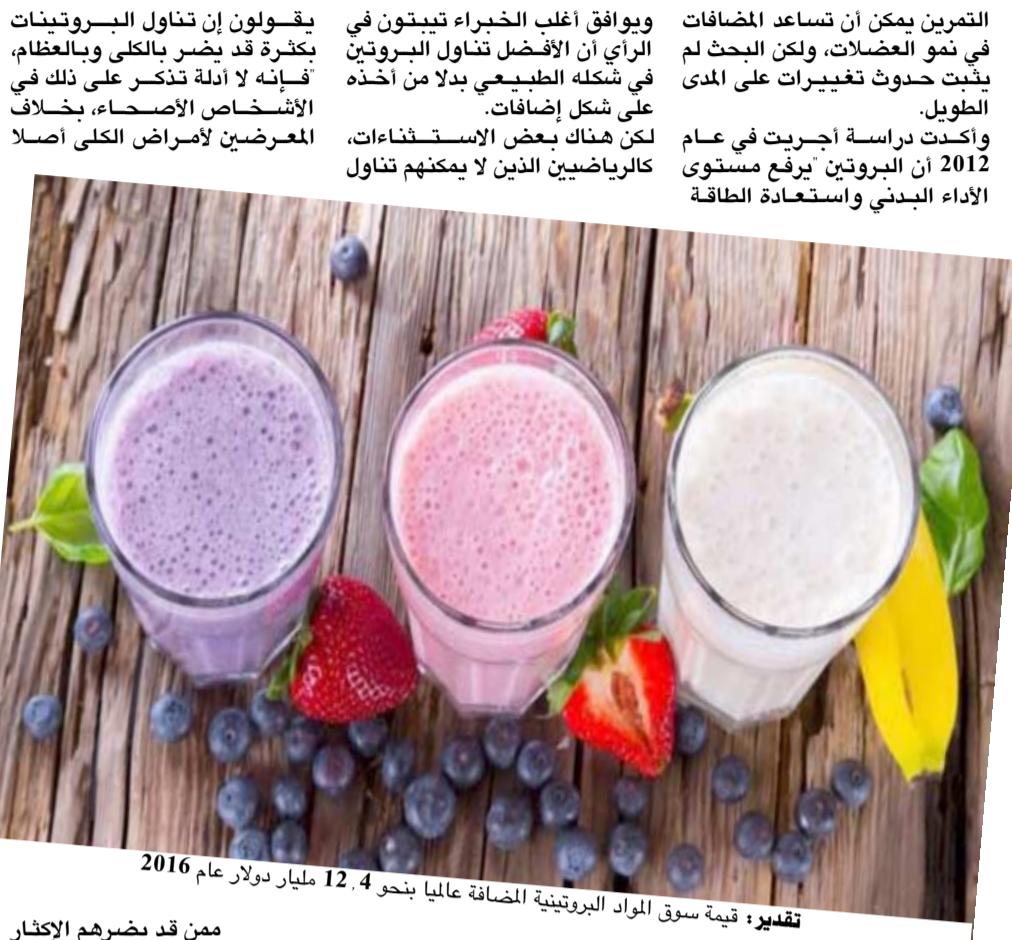 التمرين يمكن أن تساعد المضافات
في نمو العضلات، ولكن البحث لم
يثبت حدوث تغييرات على المدى
الطويل.
وأكدت دراسة أجريت في عام
2012 أن البروتين "يرفع مستوى
الأداء البدني واستعادة الطاقة
ويوافق أغلب الخبراء تيبتون في
الرأي أن الأفضل تناول البروتين
في شكله الطبيعي بدلا من أخذه
على شكل إضافات.
لكن هناك بعض الاستثناءات،
كالرياضيين الذين لا يمكنهم تناول
يقولون إن تناول البروتينات
بكثرة قد يضر بالكلى وبالعظام،
"فإنه لا أدلة تذكر على ذلك في
الأشخاص الأصحاء، بخلاف
المعرضين لأمراض الكلى أصلا
تقدير: قيمة سوق المواد البروتينية المضافة عالميا بنحو 12,4 مليار دولار عام 2016
ممن قد يضرهم الإكثار